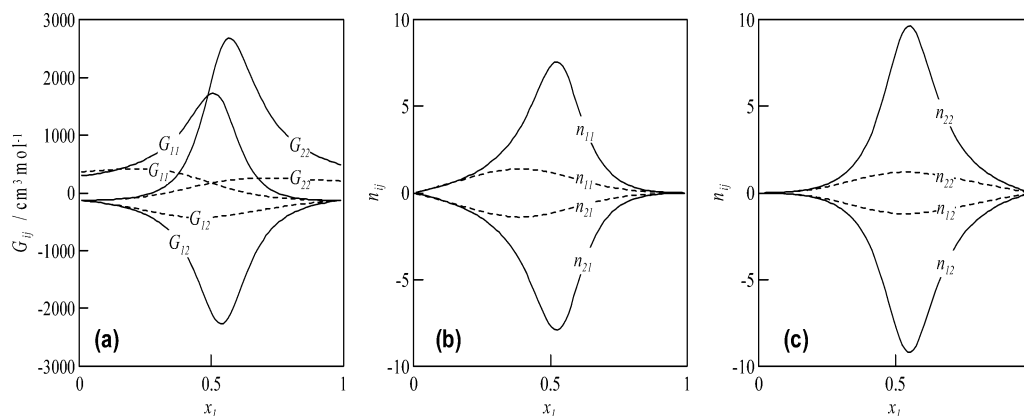 3000
2000
1000
0
-1000
-2000
-3000
G_ij / cm³ mol⁻¹
G_11
G_22
G_11
G_22
G_12
G_12
(a)
0
0.5
1
x_1
10
5
0
-5
-10
n_ij
n_11
n_11
n_21
n_21
(b)
0
0.5
1
x_1
10
5
0
-5
-10
n_ij
n_22
n_22
n_12
n_12
(c)
0
0.5
1
x_1